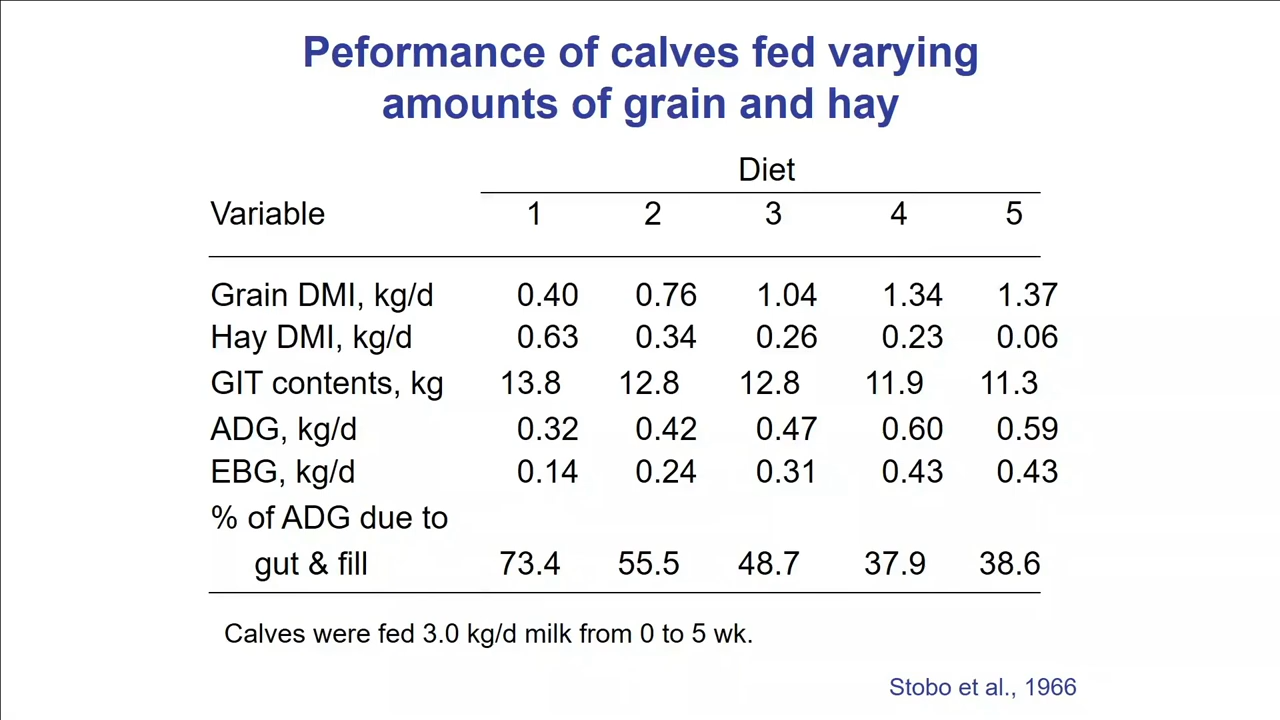 Peformance of calves fed varying
amounts of grain and hay
Diet
Variable 1 2 3 4 5
Grain DMI, kg/d 0.40 0.76 1.04 1.34 1.37
Hay DMI, kg/d 0.63 0.34 0.26 0.23 0.06
GIT contents, kg 13.8 12.8 12.8 11.9 11.3
ADG, kg/d 0.32 0.42 0.47 0.60 0.59
EBG, kg/d 0.14 0.24 0.31 0.43 0.43
% of ADG due to
gut & fill 73.4 55.5 48.7 37.9 38.6
Calves were fed 3.0 kg/d milk from 0 to 5 wk.
Stobo et al., 1966